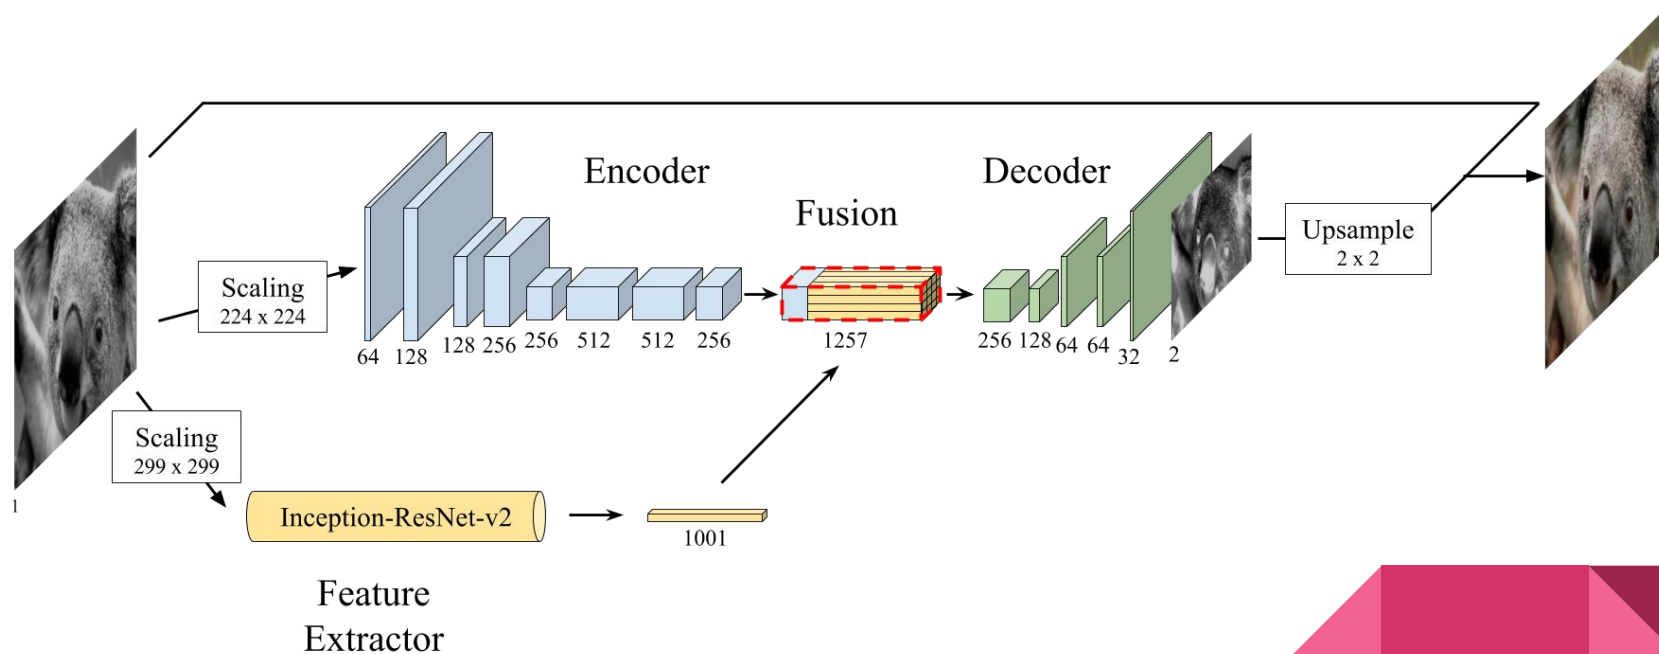 Encoder
Decoder
Fusion
Scaling
224 x 224
Upsample
2 x 2
64
128
128
256
256
512
512
256
1257
256
128
64
64
32
2
Scaling
299 x 299
1
Inception-ResNet-v2
1001
Feature
Extractor